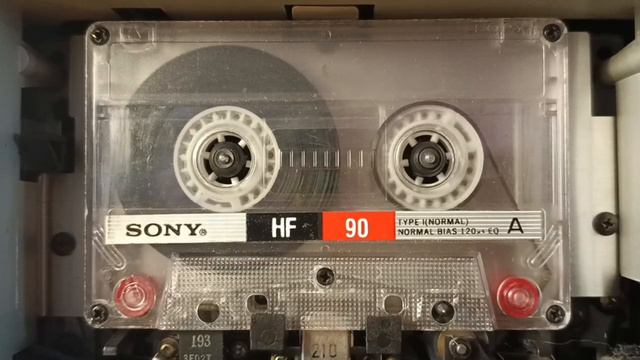 SONY® HF 90 TYPE I(NORMAL) A
NORMAL BIAS 120µs EQ
193
210